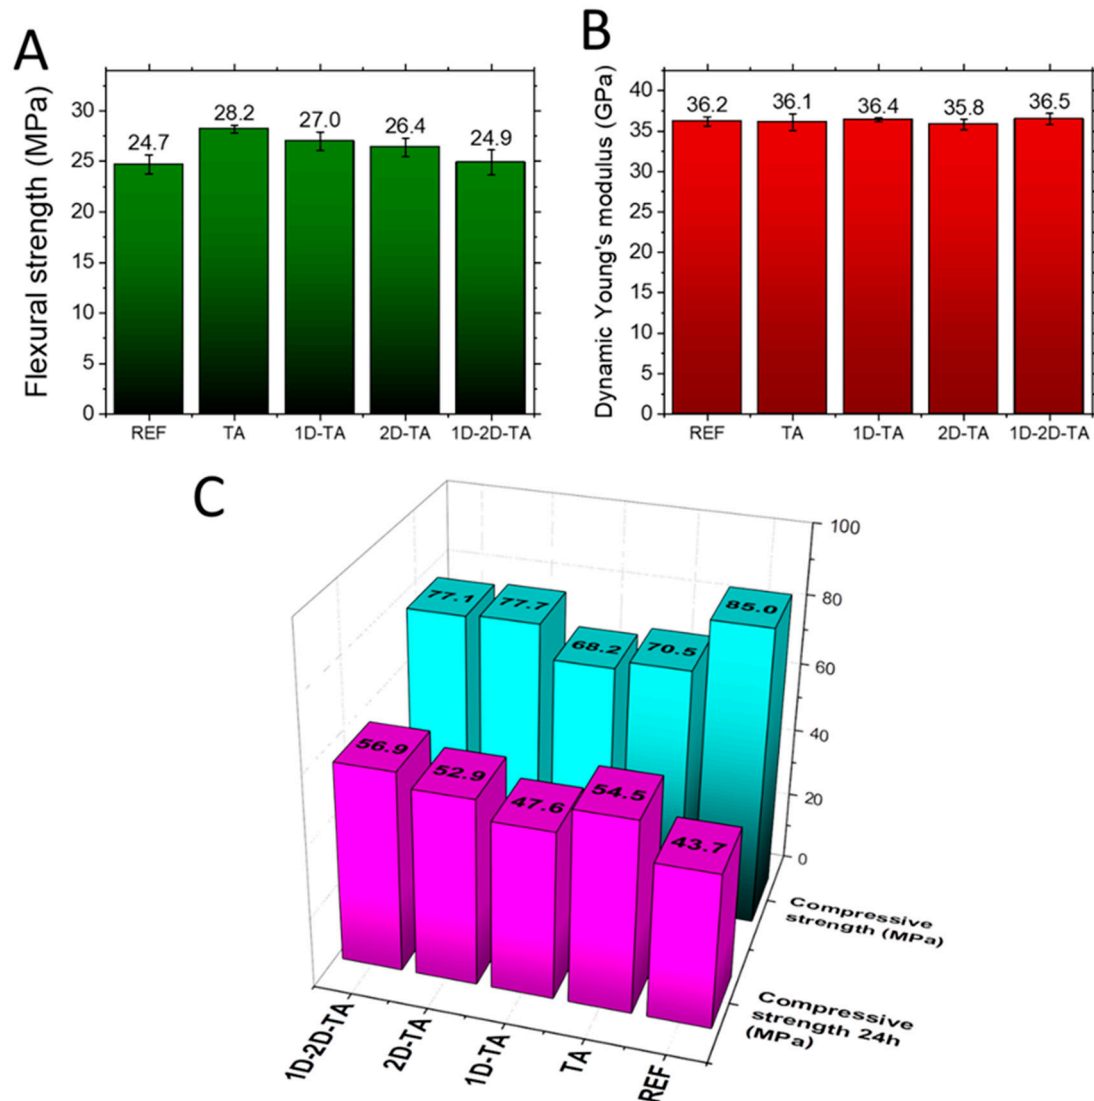 A
Flexural strength (MPa)
30
25
20
15
10
5
0
24.7
28.2
27.0
26.4
24.9
REF
TA
1D-TA
2D-TA
1D-2D-TA
B
Dynamic Young's modulus (GPa)
40
35
30
25
20
15
10
5
0
36.2
36.1
36.4
35.8
36.5
REF
TA
1D-TA
2D-TA
1D-2D-TA
C
100
80
60
40
20
0
77.1
77.7
68.2
70.5
85.0
56.9
52.9
47.6
54.5
43.7
Compressive
strength (MPa)
Compressive
strength 24h
(MPa)
1D-2D-TA
2D-TA
1D-TA
TA
REF